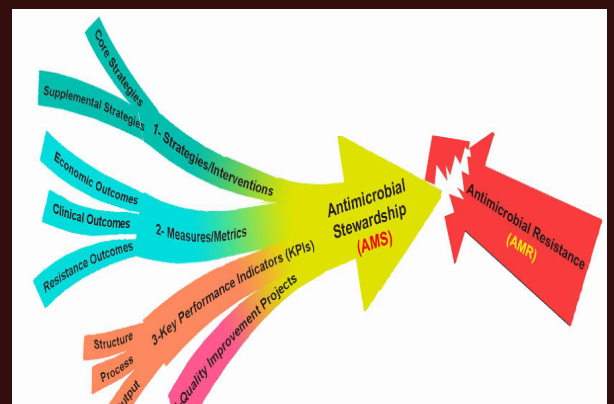 Core Strategies
Supplemental Strategies
1- Strategies/Interventions
Economic Outcomes
Clinical Outcomes
Resistance Outcomes
2- Measures/Metrics
Structure
Process
3-Key Performance Indicators (KPIs)
Quality Improvement Projects
Antimicrobial
Stewardship
(AMS)
Antimicrobial Resistance
(AMR)